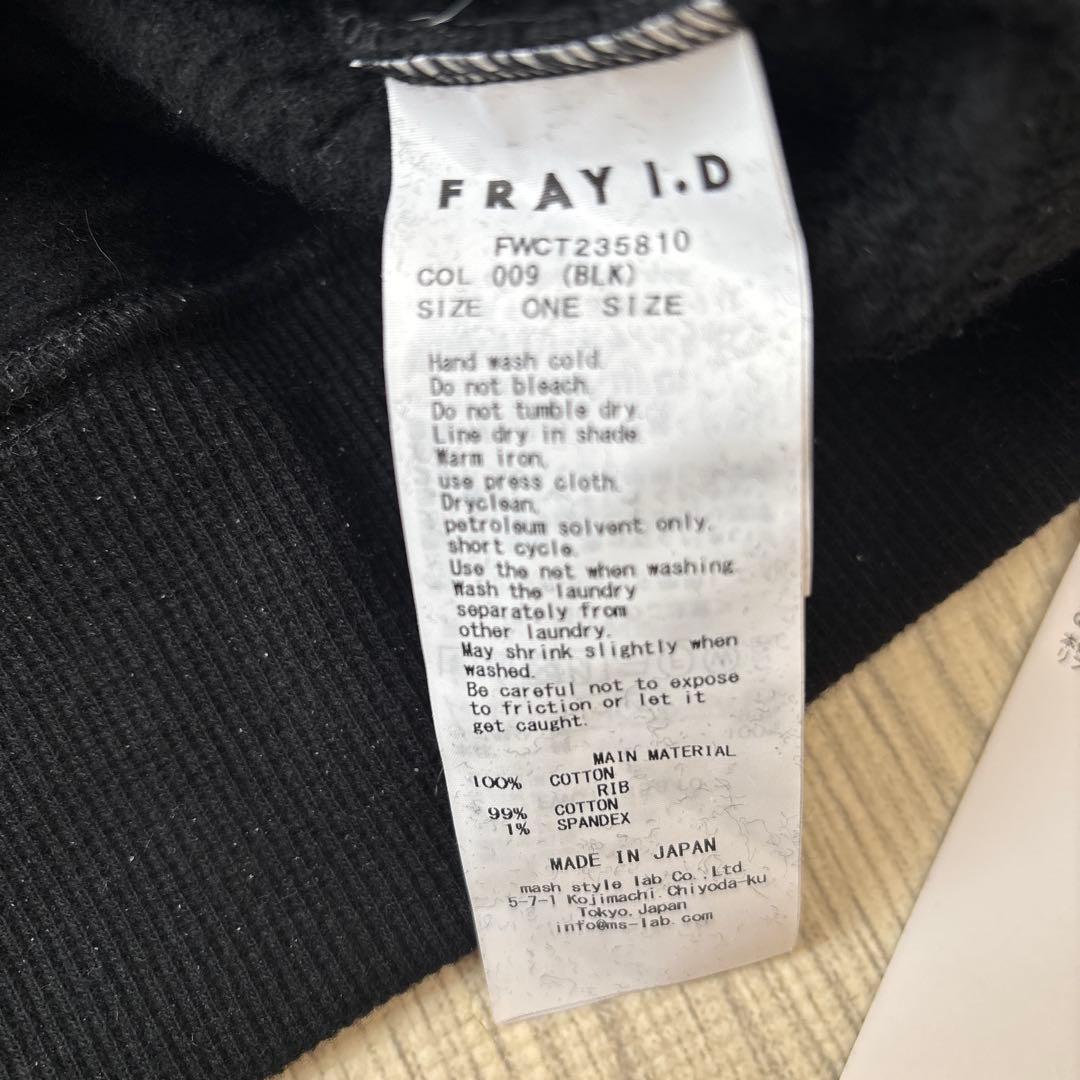 FRAY I.D
FWCT235810
COL 009 (BLK)
SIZE ONE SIZE
Hand wash cold.
Do not bleach.
Do not tumble dry.
Line dry in shade.
Warm iron,
use press cloth.
Dryclean,
petroleum solvent only,
short cycle.
Use the net when washing.
Wash the laundry
separately from
other laundry.
May shrink slightly when
washed.
Be careful not to expose
to friction or let it
get caught.
MAIN MATERIAL
100% COTTON
RIB
99% COTTON
1% SPANDEX
MADE IN JAPAN
mash style lab Co.,Ltd.
5-7-1 Kojimachi.Chiyoda-ku
Tokyo.Japan
info@ms-lab.com